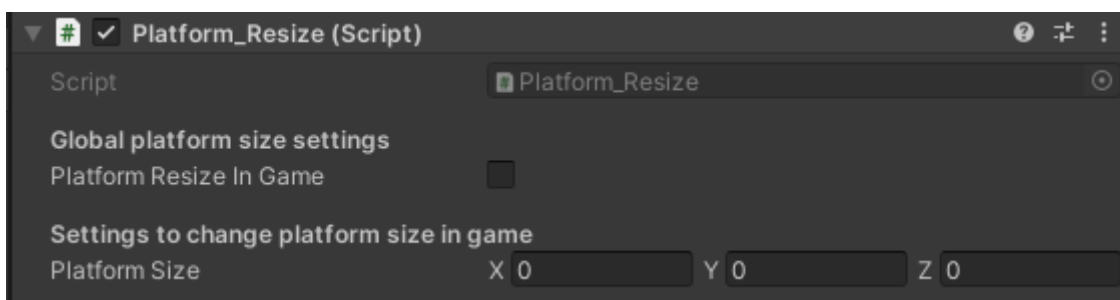 # Platform_Resize (Script)
Script # Platform_Resize
Global platform size settings
Platform Resize In Game
Settings to change platform size in game
Platform Size X 0 Y 0 Z 0